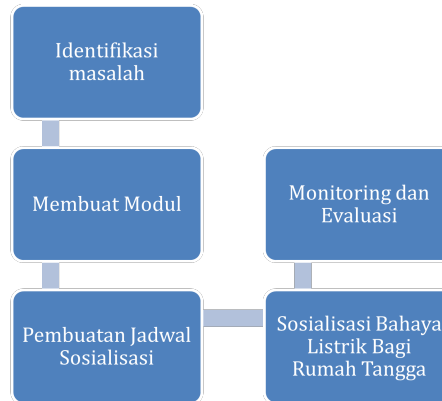 Identifikasi
masalah
Membuat Modul
Pembuatan Jadwal
Sosialisasi
Sosialisasi Bahaya
Listrik Bagi
Rumah Tangga
Monitoring dan
Evaluasi